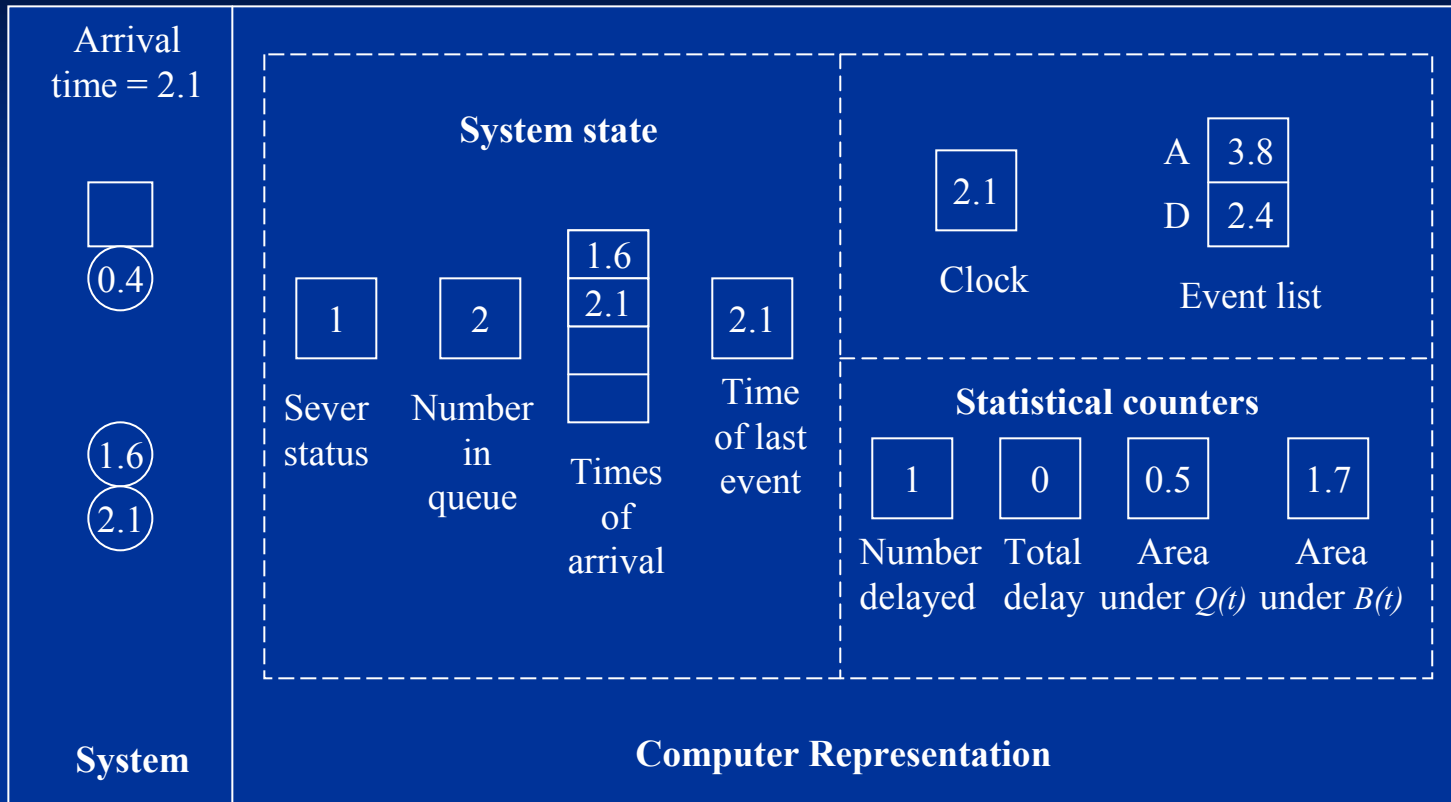 Arrival
time = 2.1
0.4
1.6
2.1
System
System state
1
Sever
status
2
Number
in
queue
1.6
2.1
Times
of
arrival
2.1
Time
of last
event
2.1
Clock
A 3.8
D 2.4
Event list
Statistical counters
1
Number
delayed
0
Total
delay
0.5
Area
under Q(t)
1.7
Area
under B(t)
Computer Representation